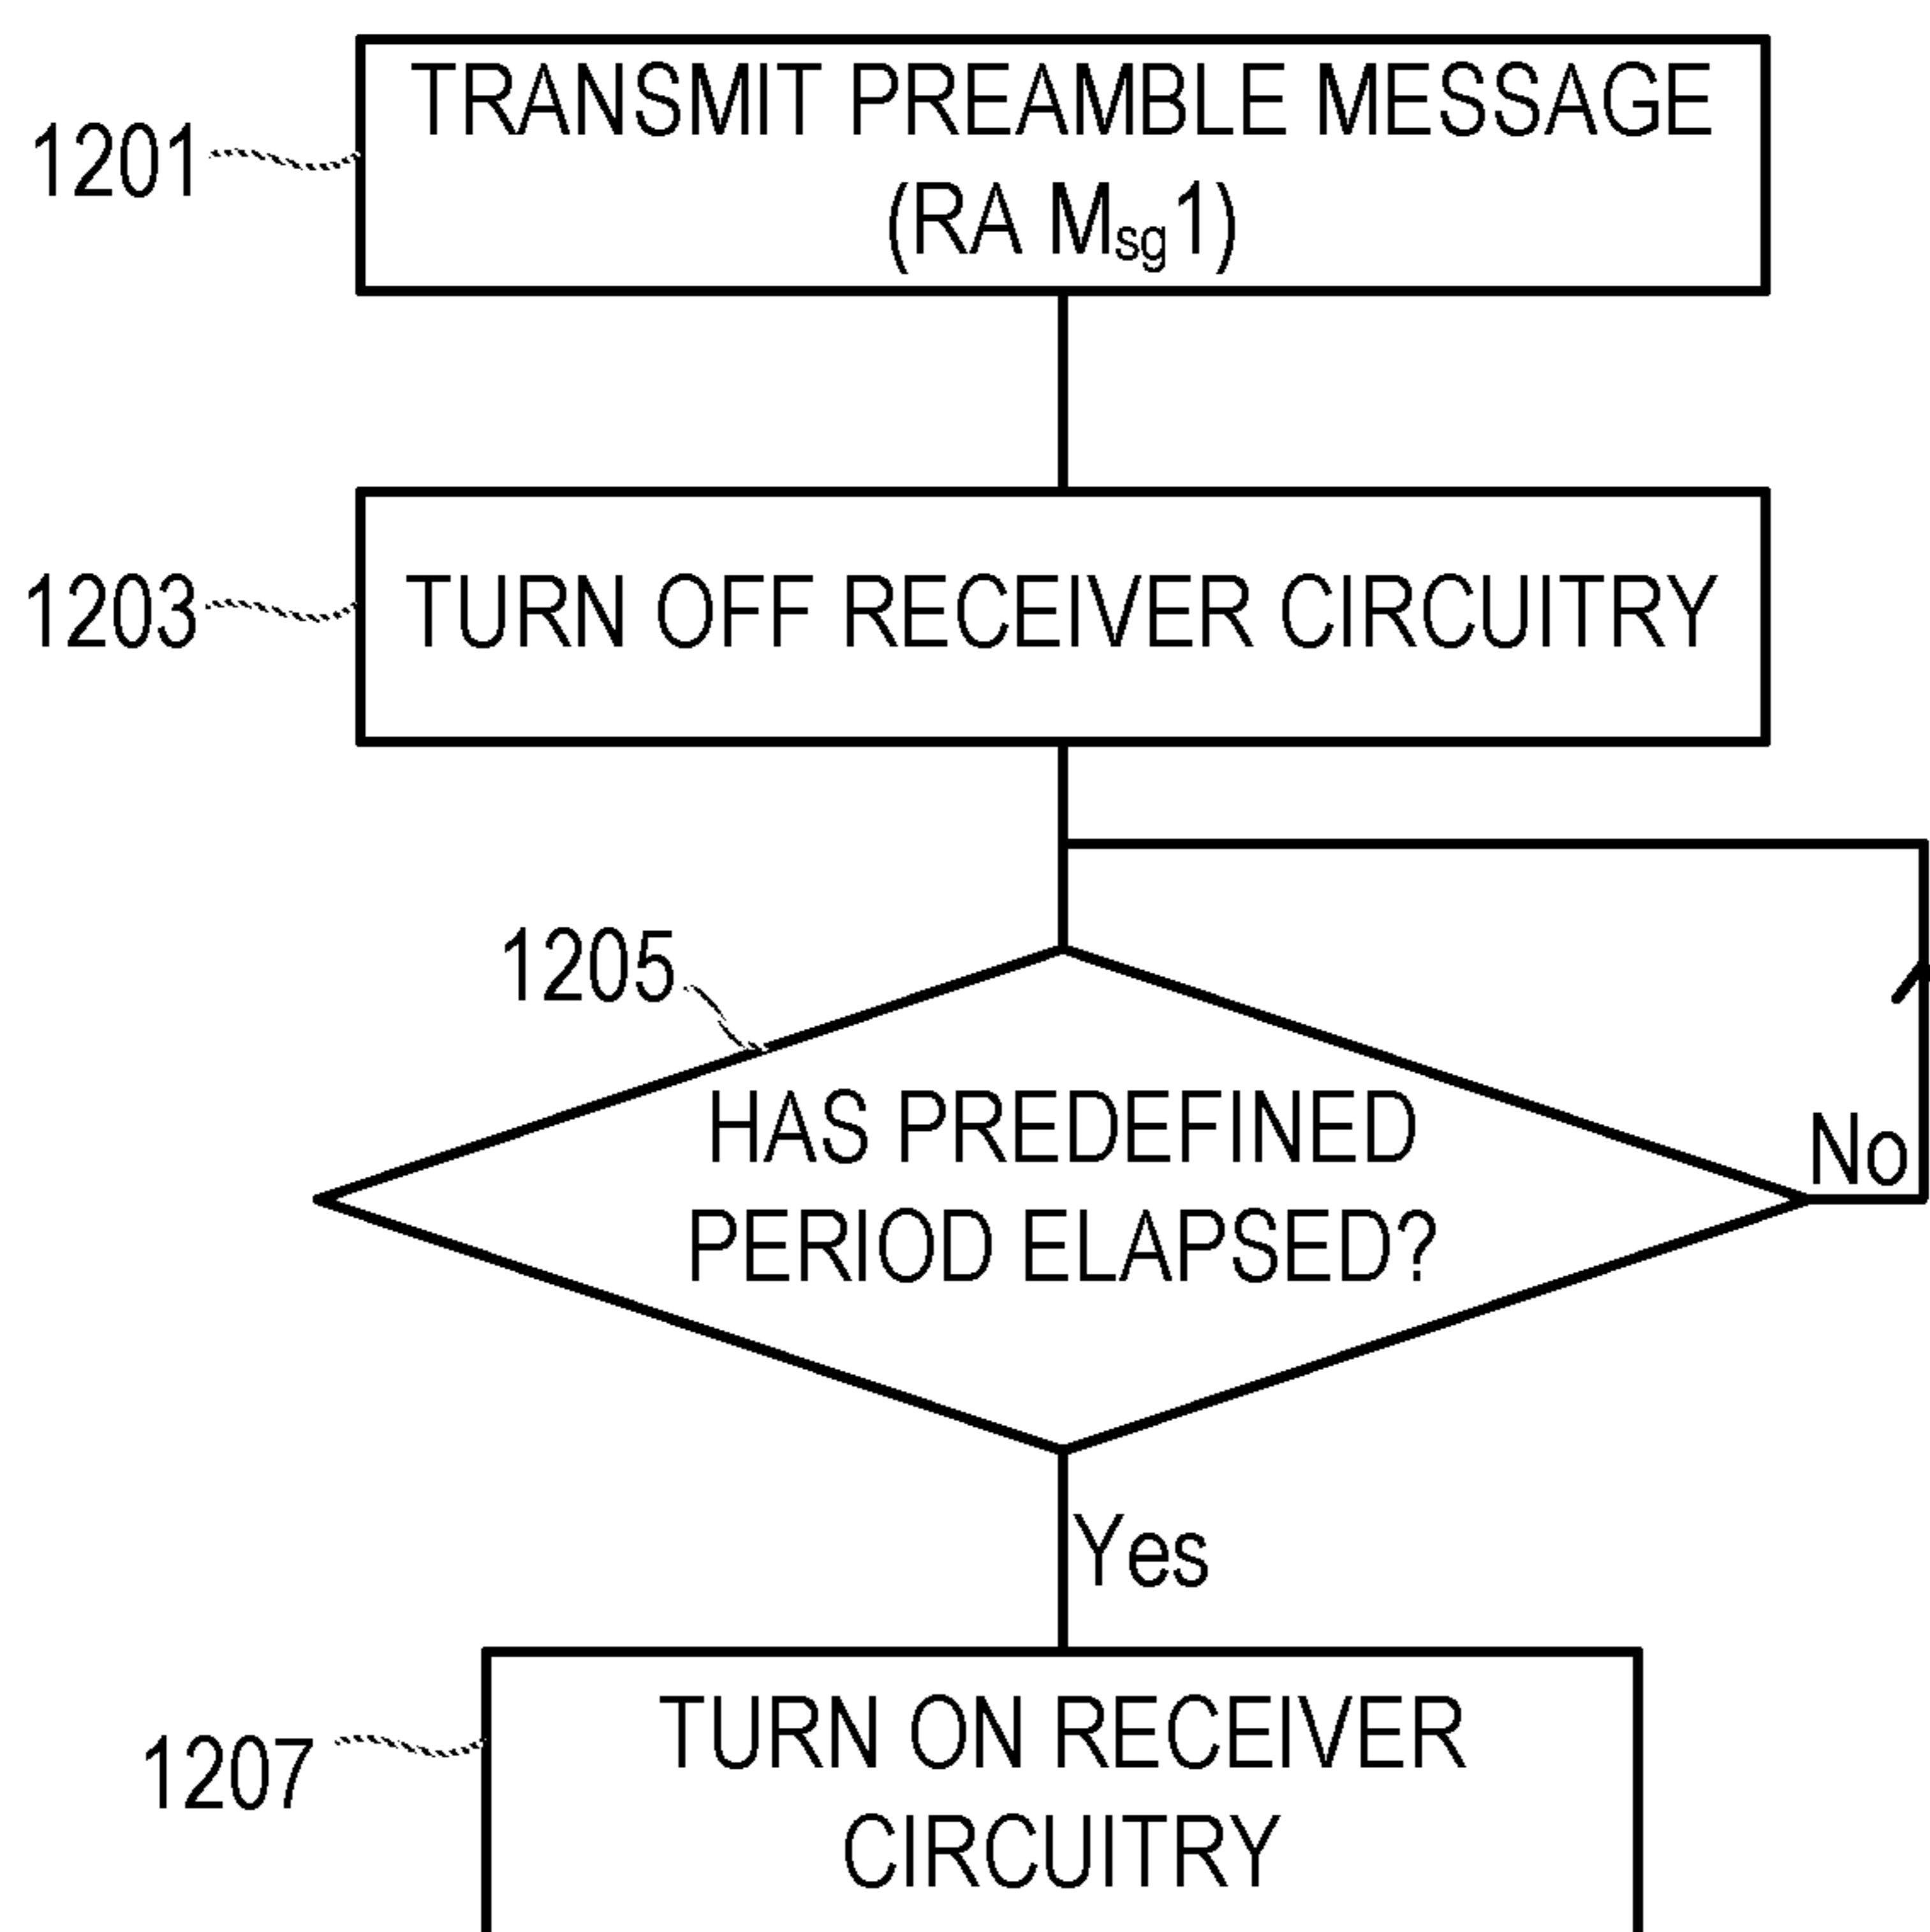 TRANSMIT PREAMBLE MESSAGE
1201
(RA Msg1)
1203
TURN OFF RECEIVER CIRCUITRY
1205
HAS PREDEFINED
No
PERIOD ELAPSED?
Yes
TURN ON RECEIVER
1207
CIRCUITRY